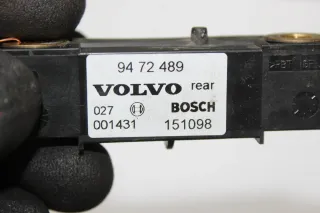 94 72 489
VOLVO rear
027 BOSCH
001431 151098